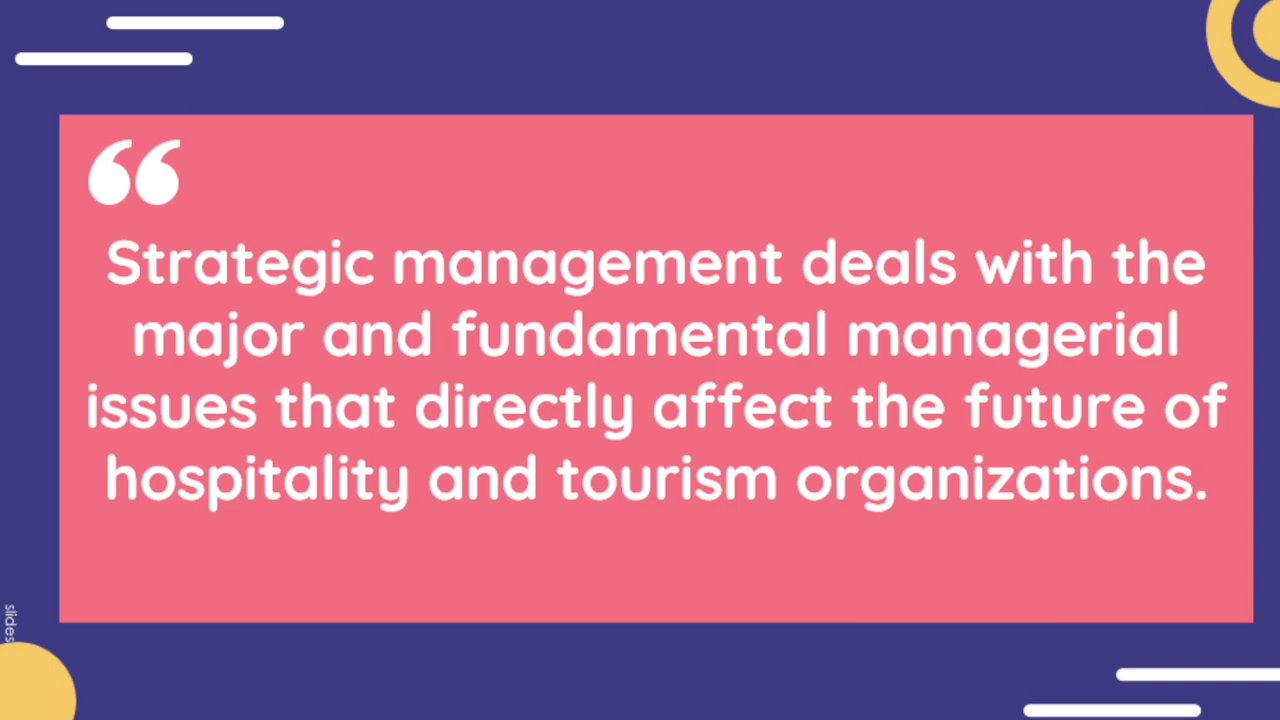 “
Strategic management deals with the
major and fundamental managerial
issues that directly affect the future of
hospitality and tourism organizations.
slides